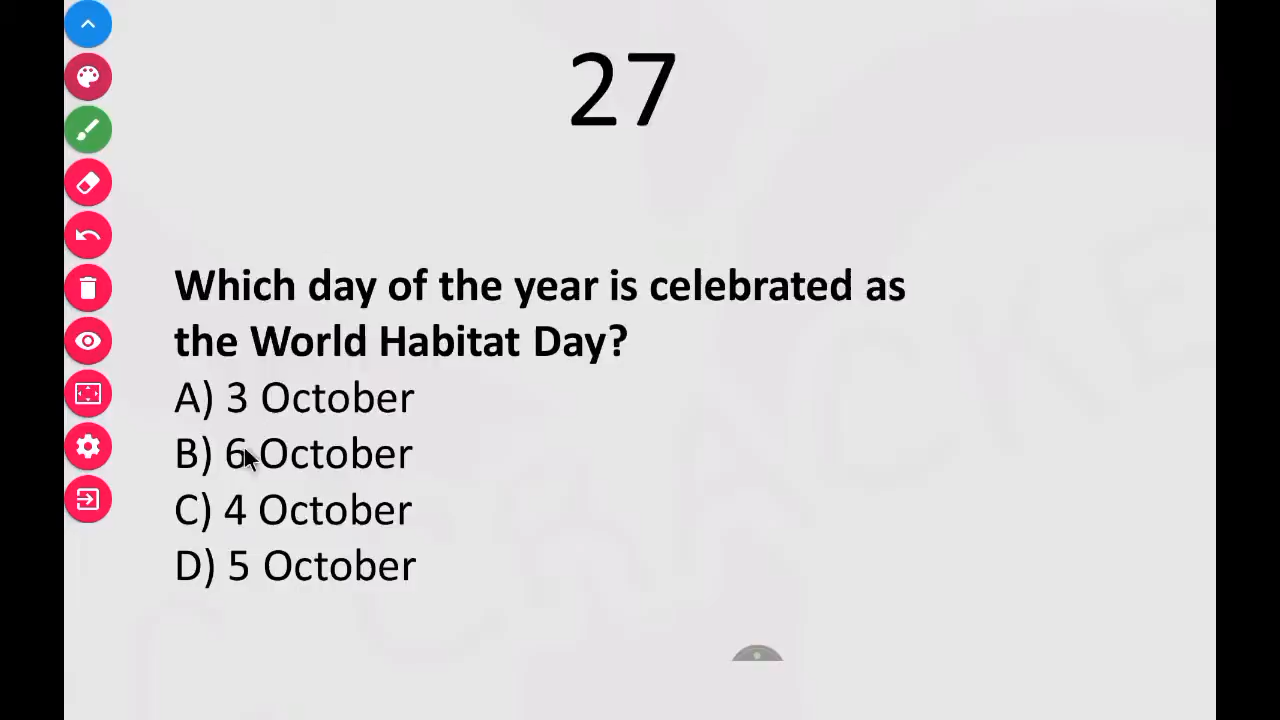 27
Which day of the year is celebrated as
the World Habitat Day?
A) 3 October
B) 6 October
C) 4 October
D) 5 October